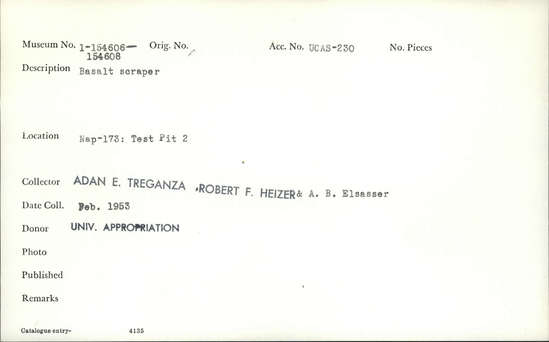 Museum No. 1-154606- Orig. No. Acc. No. UCAS-230 No. Pieces
154608
Description Basalt scraper
Location Nap-173: Test Pit 2
Collector ADAN E. TREGANZA, ROBERT F. HEIZER & A. B. Elsasser
Date Coll. Feb. 1953
Donor UNIV. APPROPRIATION
Photo
Published
Remarks
Catalogue entry- 4135